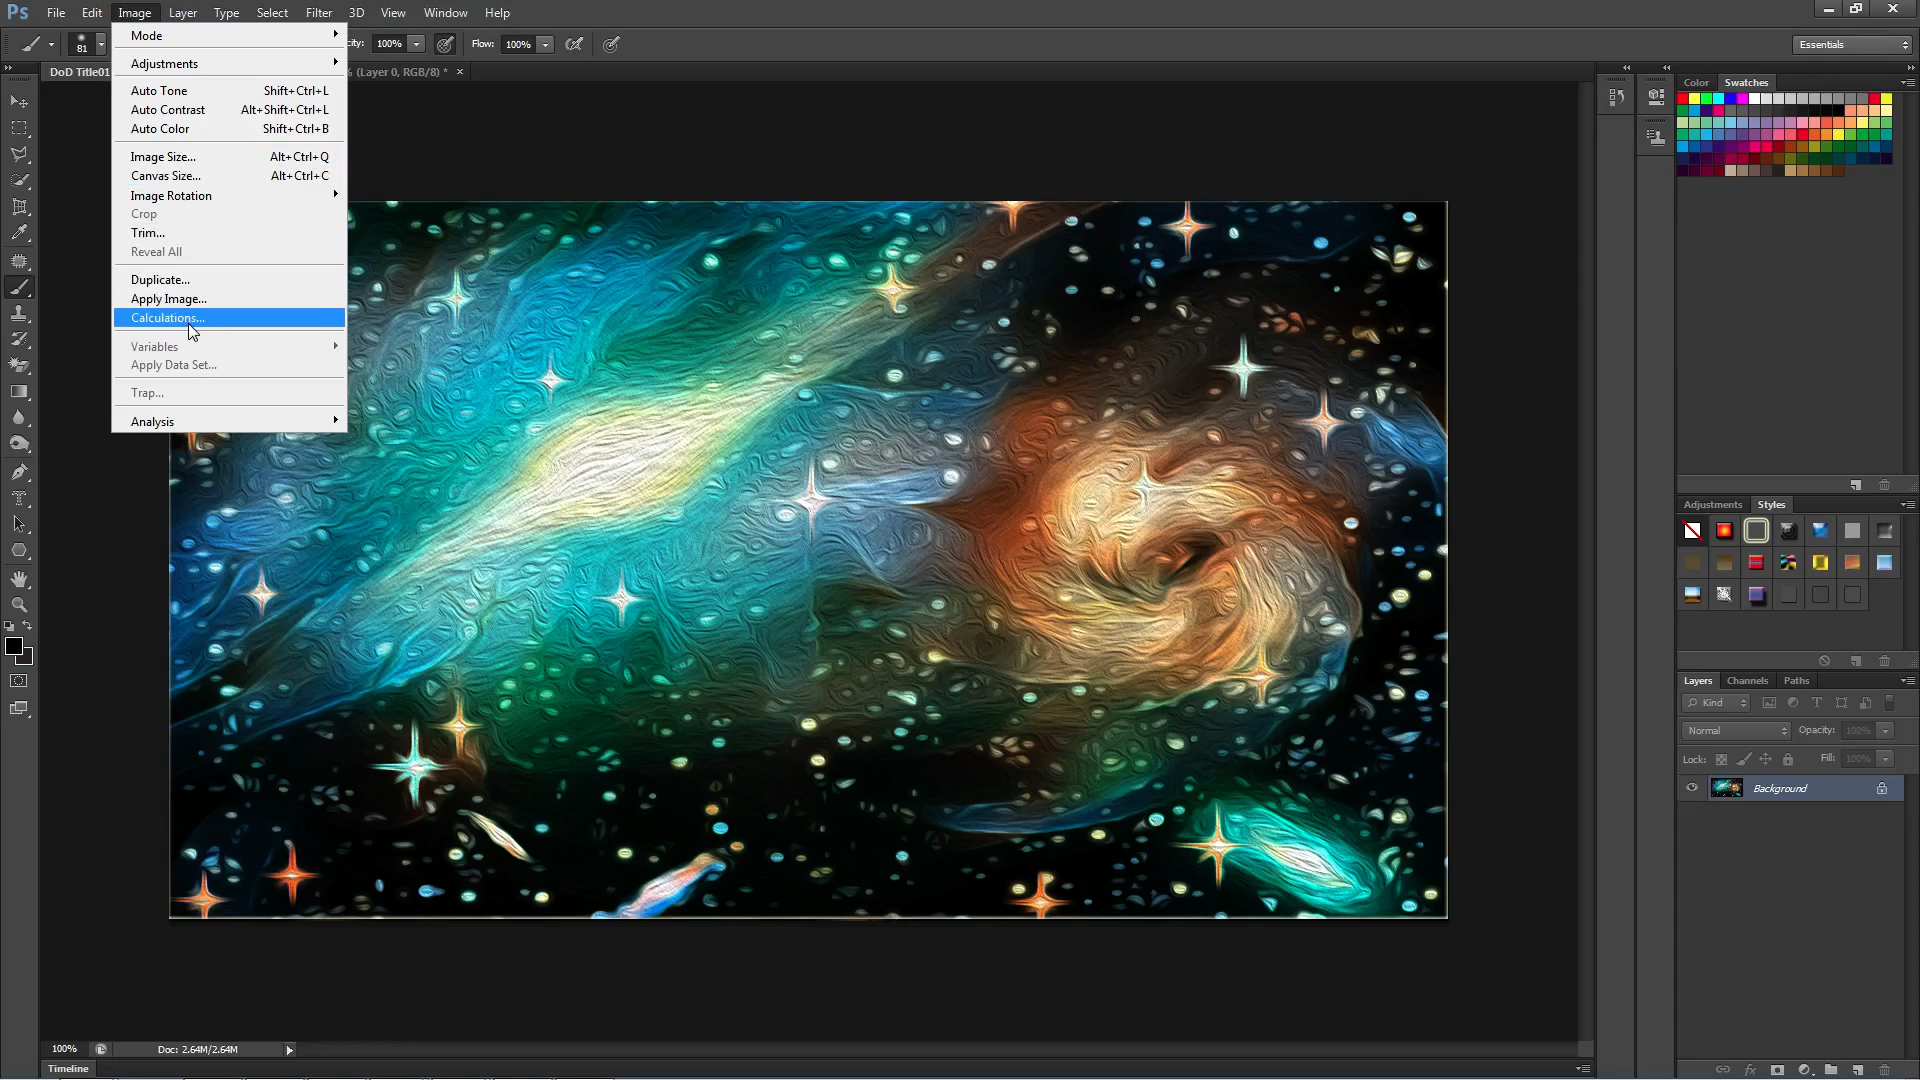 Ps File Edit Image Layer Type Select Filter 3D View Window Help
81 city: 100% Flow: 100% Essentials
DoD Title01 % (Layer 0, RGB/8) * ×
Mode
Adjustments
Auto Tone Shift+Ctrl+L
Auto Contrast Alt+Shift+Ctrl+L
Auto Color Shift+Ctrl+B
Image Size... Alt+Ctrl+Q
Canvas Size... Alt+Ctrl+C
Image Rotation
Crop
Trim...
Reveal All
Duplicate...
Apply Image...
Calculations...
Variables
Apply Data Set...
Trap...
Analysis
Color Swatches
Adjustments Styles
Layers Channels Paths
Kind
Normal Opacity: 100%
Lock: Fill: 100%
Background
100% Doc: 2.64M/2.64M
Timeline